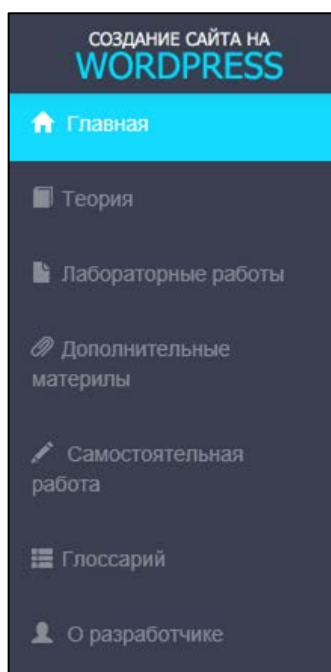 СОЗДАНИЕ САЙТА НА
WORDPRESS
Главная
Теория
Лабораторные работы
Дополнительные
материлы
Самостоятельная
работа
Глоссарий
О разработчике